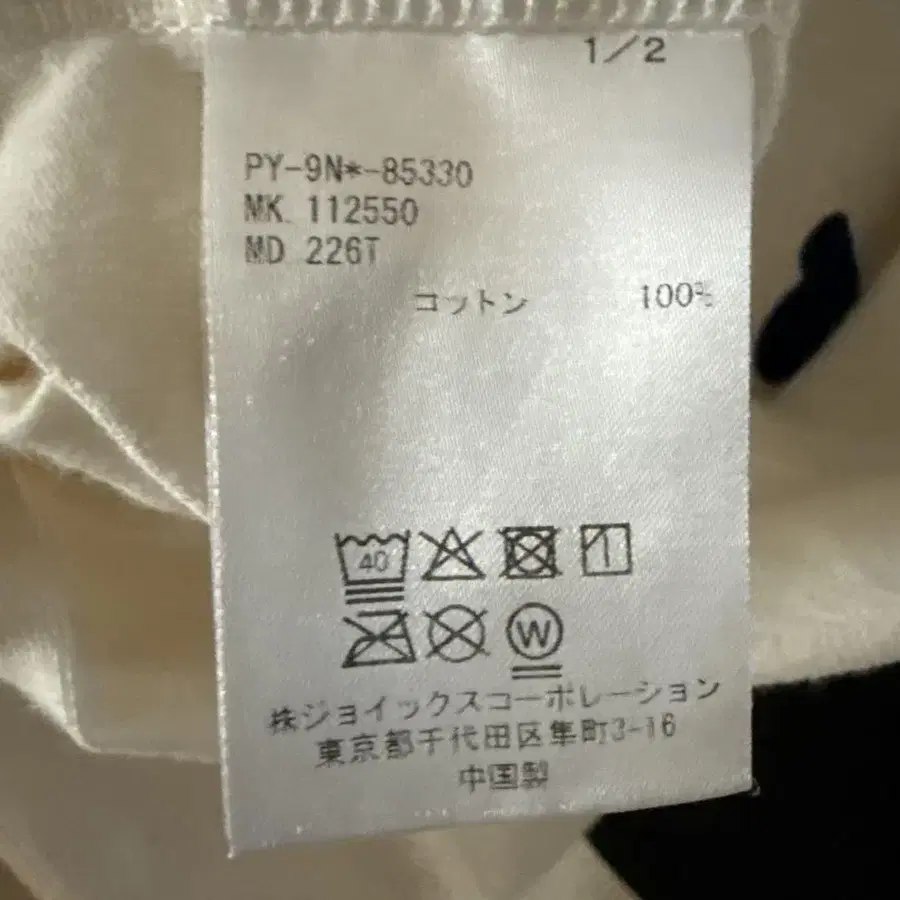 1/2
PY-9N*-85330
MK 112550
MD 226T
コットン 100%
40
W
株ジョイックスコーポレーション
東京都千代田区隼町3-16
中国製